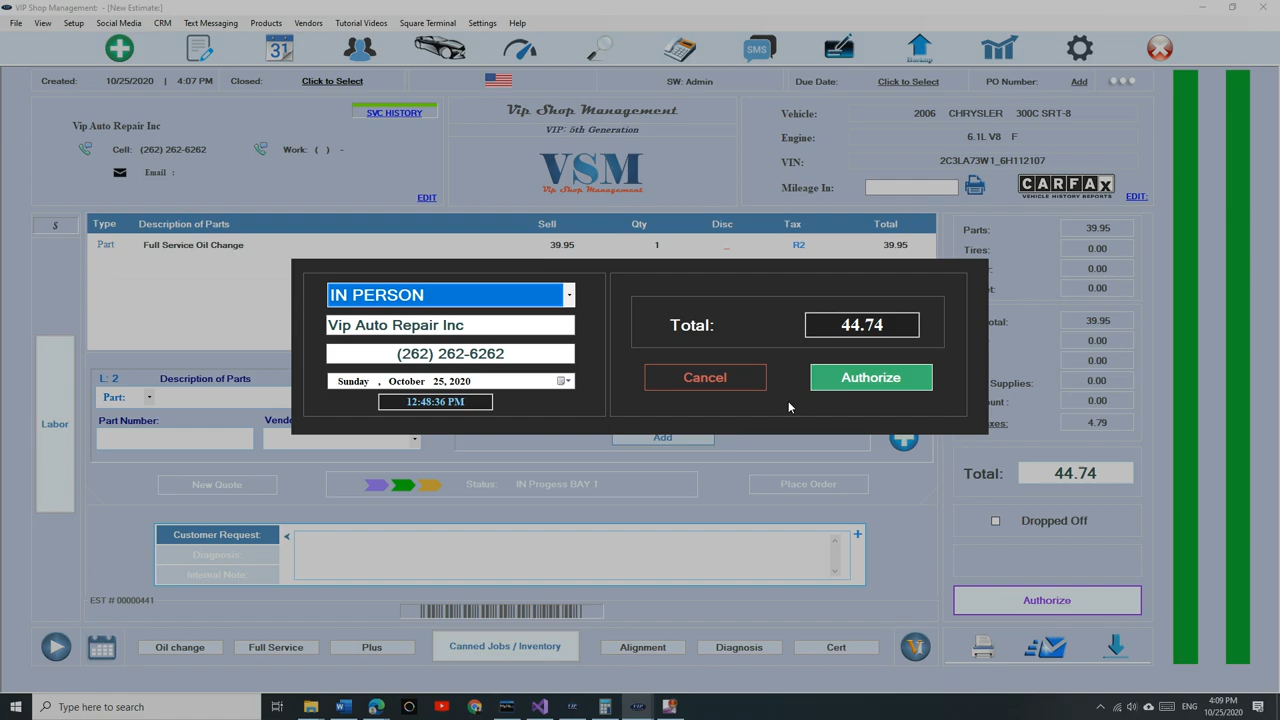 VIP Shop Management: - [New Estimate:]
File View Setup Social Media CRM Text Messaging Products Vendors Tutorial Videos Square Terminal Settings Help
31 SMS Backup
Created: 10/25/2020 | 4:07 PM Closed: Click to Select SW: Admin Due Date: Click to Select PO Number: Add
SVC HISTORY
Vip Auto Repair Inc
Cell: (262) 262-6262 Work: ( ) -
Email :
EDIT
Vip Shop Management
VIP: 5th Generation
VSM
Vip Shop Management
Vehicle: 2006 CHRYSLER 300C SRT-8
Engine: 6.1L V8 F
VIN: 2C3LA73W1_6H112107
Mileage In:
CARFAX
VEHICLE HISTORY REPORTS
EDIT:
S
Type Description of Parts Sell Qty Disc Tax Total
Part Full Service Oil Change 39.95 1 _ R2 39.95
Parts: 39.95
Tires: 0.00
0.00
0.00
39.95
0.00
0.00
Supplies: 0.00
0.00
4.79
IN PERSON
Vip Auto Repair Inc
(262) 262-6262
Sunday , October 25, 2020
12:48:36 PM
Total: 44.74
Cancel Authorize
Labor
L: 2 Description of Parts
Part:
Part Number:
Add
New Quote Status: IN Progess BAY 1 Place Order
Total: 44.74
Dropped Off
Authorize
Customer Request:
Diagnosis:
Internal Note:
EST # 00000441
Oil change Full Service Plus Canned Jobs / Inventory Alignment Diagnosis Cert
Type here to search
4:09 PM
10/25/2020